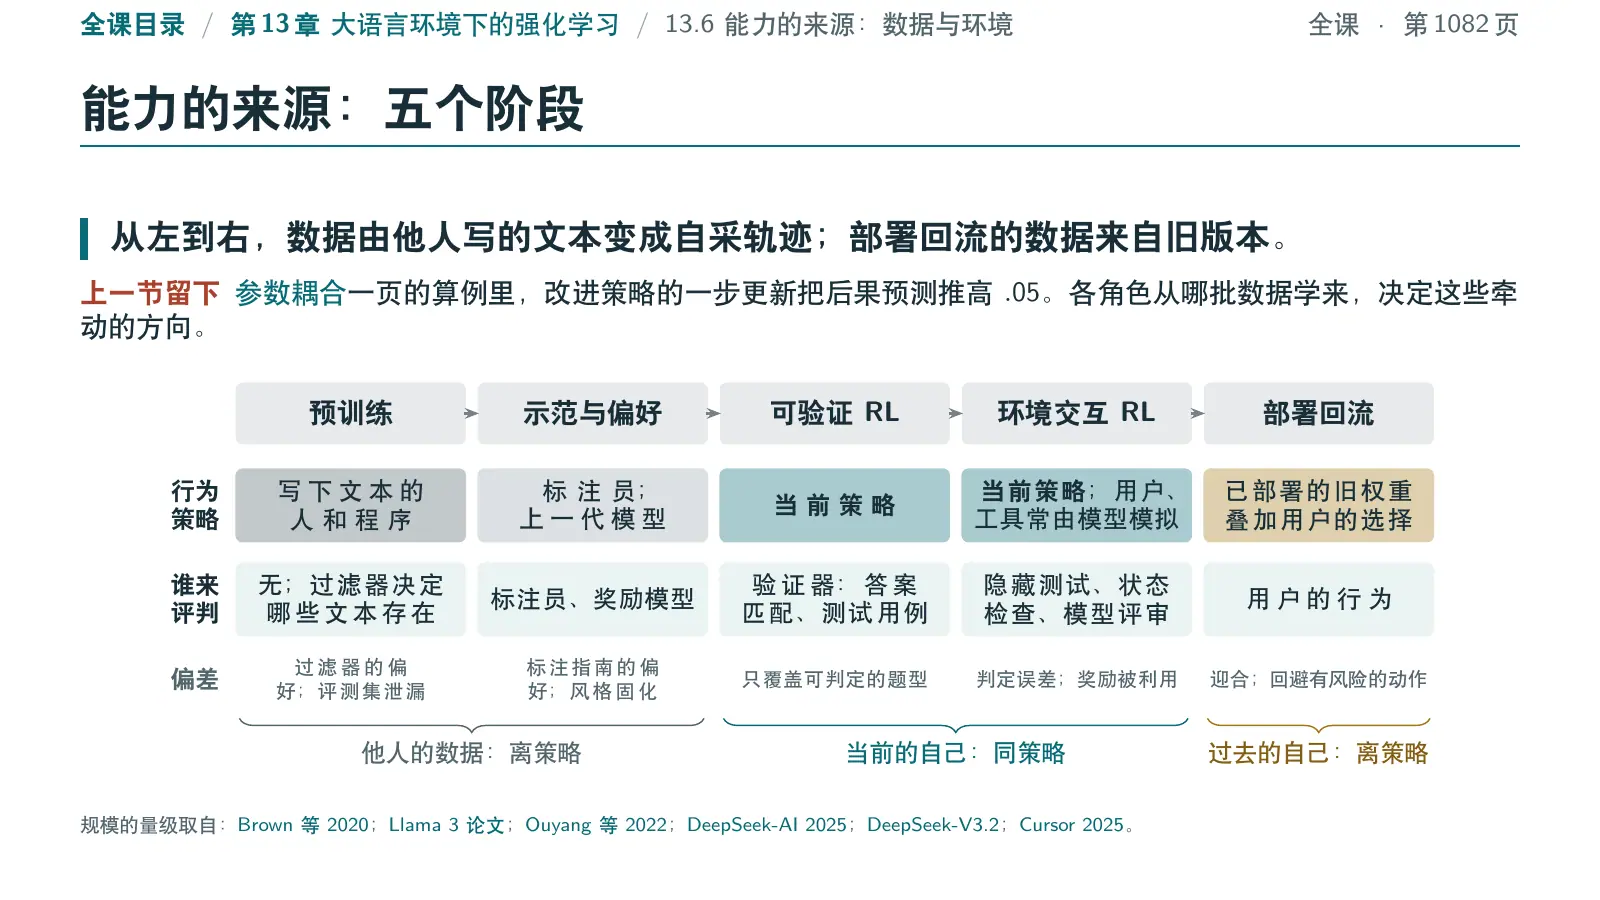 全课目录 / 第 13 章 大语言环境下的强化学习 / 13.6 能力的来源：数据与环境
全课 · 第 1082 页
能力的来源：五个阶段
从左到右，数据由他人写的文本变成自采轨迹；部署回流的数据来自旧版本。
上一节留下 参数耦合一页的算例里，改进策略的一步更新把后果预测推高 .05。各角色从哪批数据学来，决定这些牵
动的方向。
预训练
示范与偏好
可验证 RL
环境交互 RL
部署回流
行为
策略
写下文本的
人和程序
标注员；
上一代模型
当前策略
当前策略；用户、
工具常由模型模拟
已部署的旧权重
叠加用户的选择
谁来
评判
无；过滤器决定
哪些文本存在
标注员、奖励模型
验证器：答案
匹配、测试用例
隐藏测试、状态
检查、模型评审
用户的行为
偏差
过滤器的偏
好；评测集泄漏
标注指南的偏
好；风格固化
只覆盖可判定的题型
判定误差；奖励被利用
迎合；回避有风险的动作
他人的数据：离策略
当前的自己：同策略
过去的自己：离策略
规模的量级取自：Brown 等 2020；Llama 3 论文；Ouyang 等 2022；DeepSeek-AI 2025；DeepSeek-V3.2；Cursor 2025。